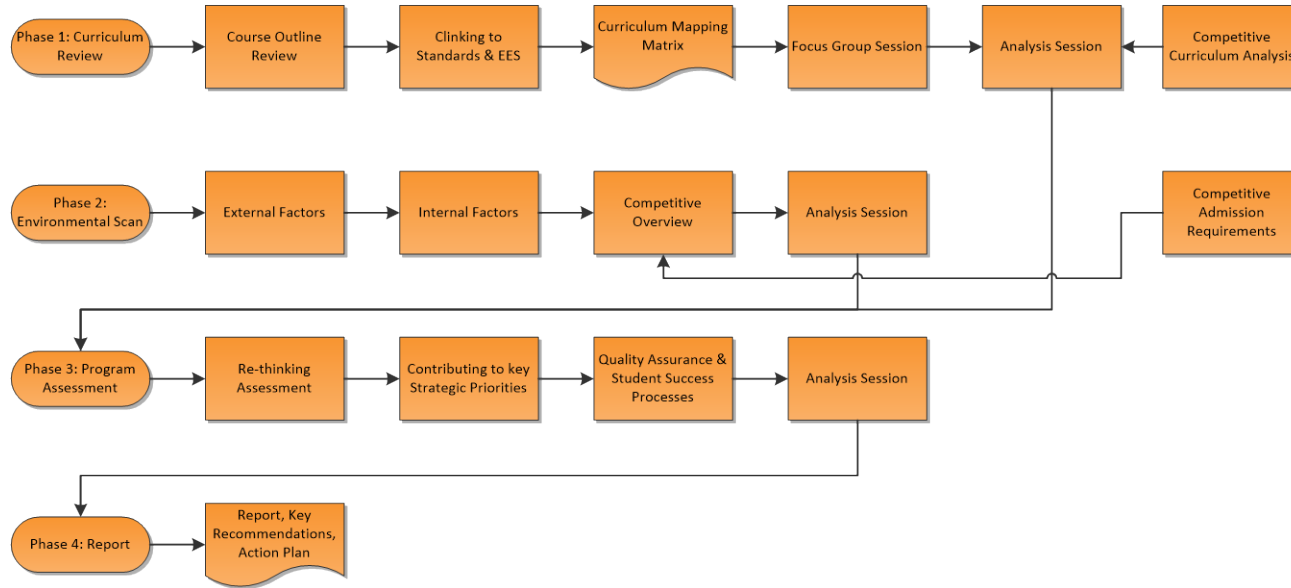 Phase 1: Curriculum
Review
Course Outline
Review
Clinking to
Standards & EES
Curriculum Mapping
Matrix
Focus Group Session
Analysis Session
Competitive
Curriculum Analysis
Phase 2:
Environmental Scan
External Factors
Internal Factors
Competitive
Overview
Analysis Session
Competitive
Admission
Requirements
Phase 3: Program
Assessment
Re-thinking
Assessment
Contributing to key
Strategic Priorities
Quality Assurance &
Student Success
Processes
Analysis Session
Phase 4: Report
Report, Key
Recommendations,
Action Plan